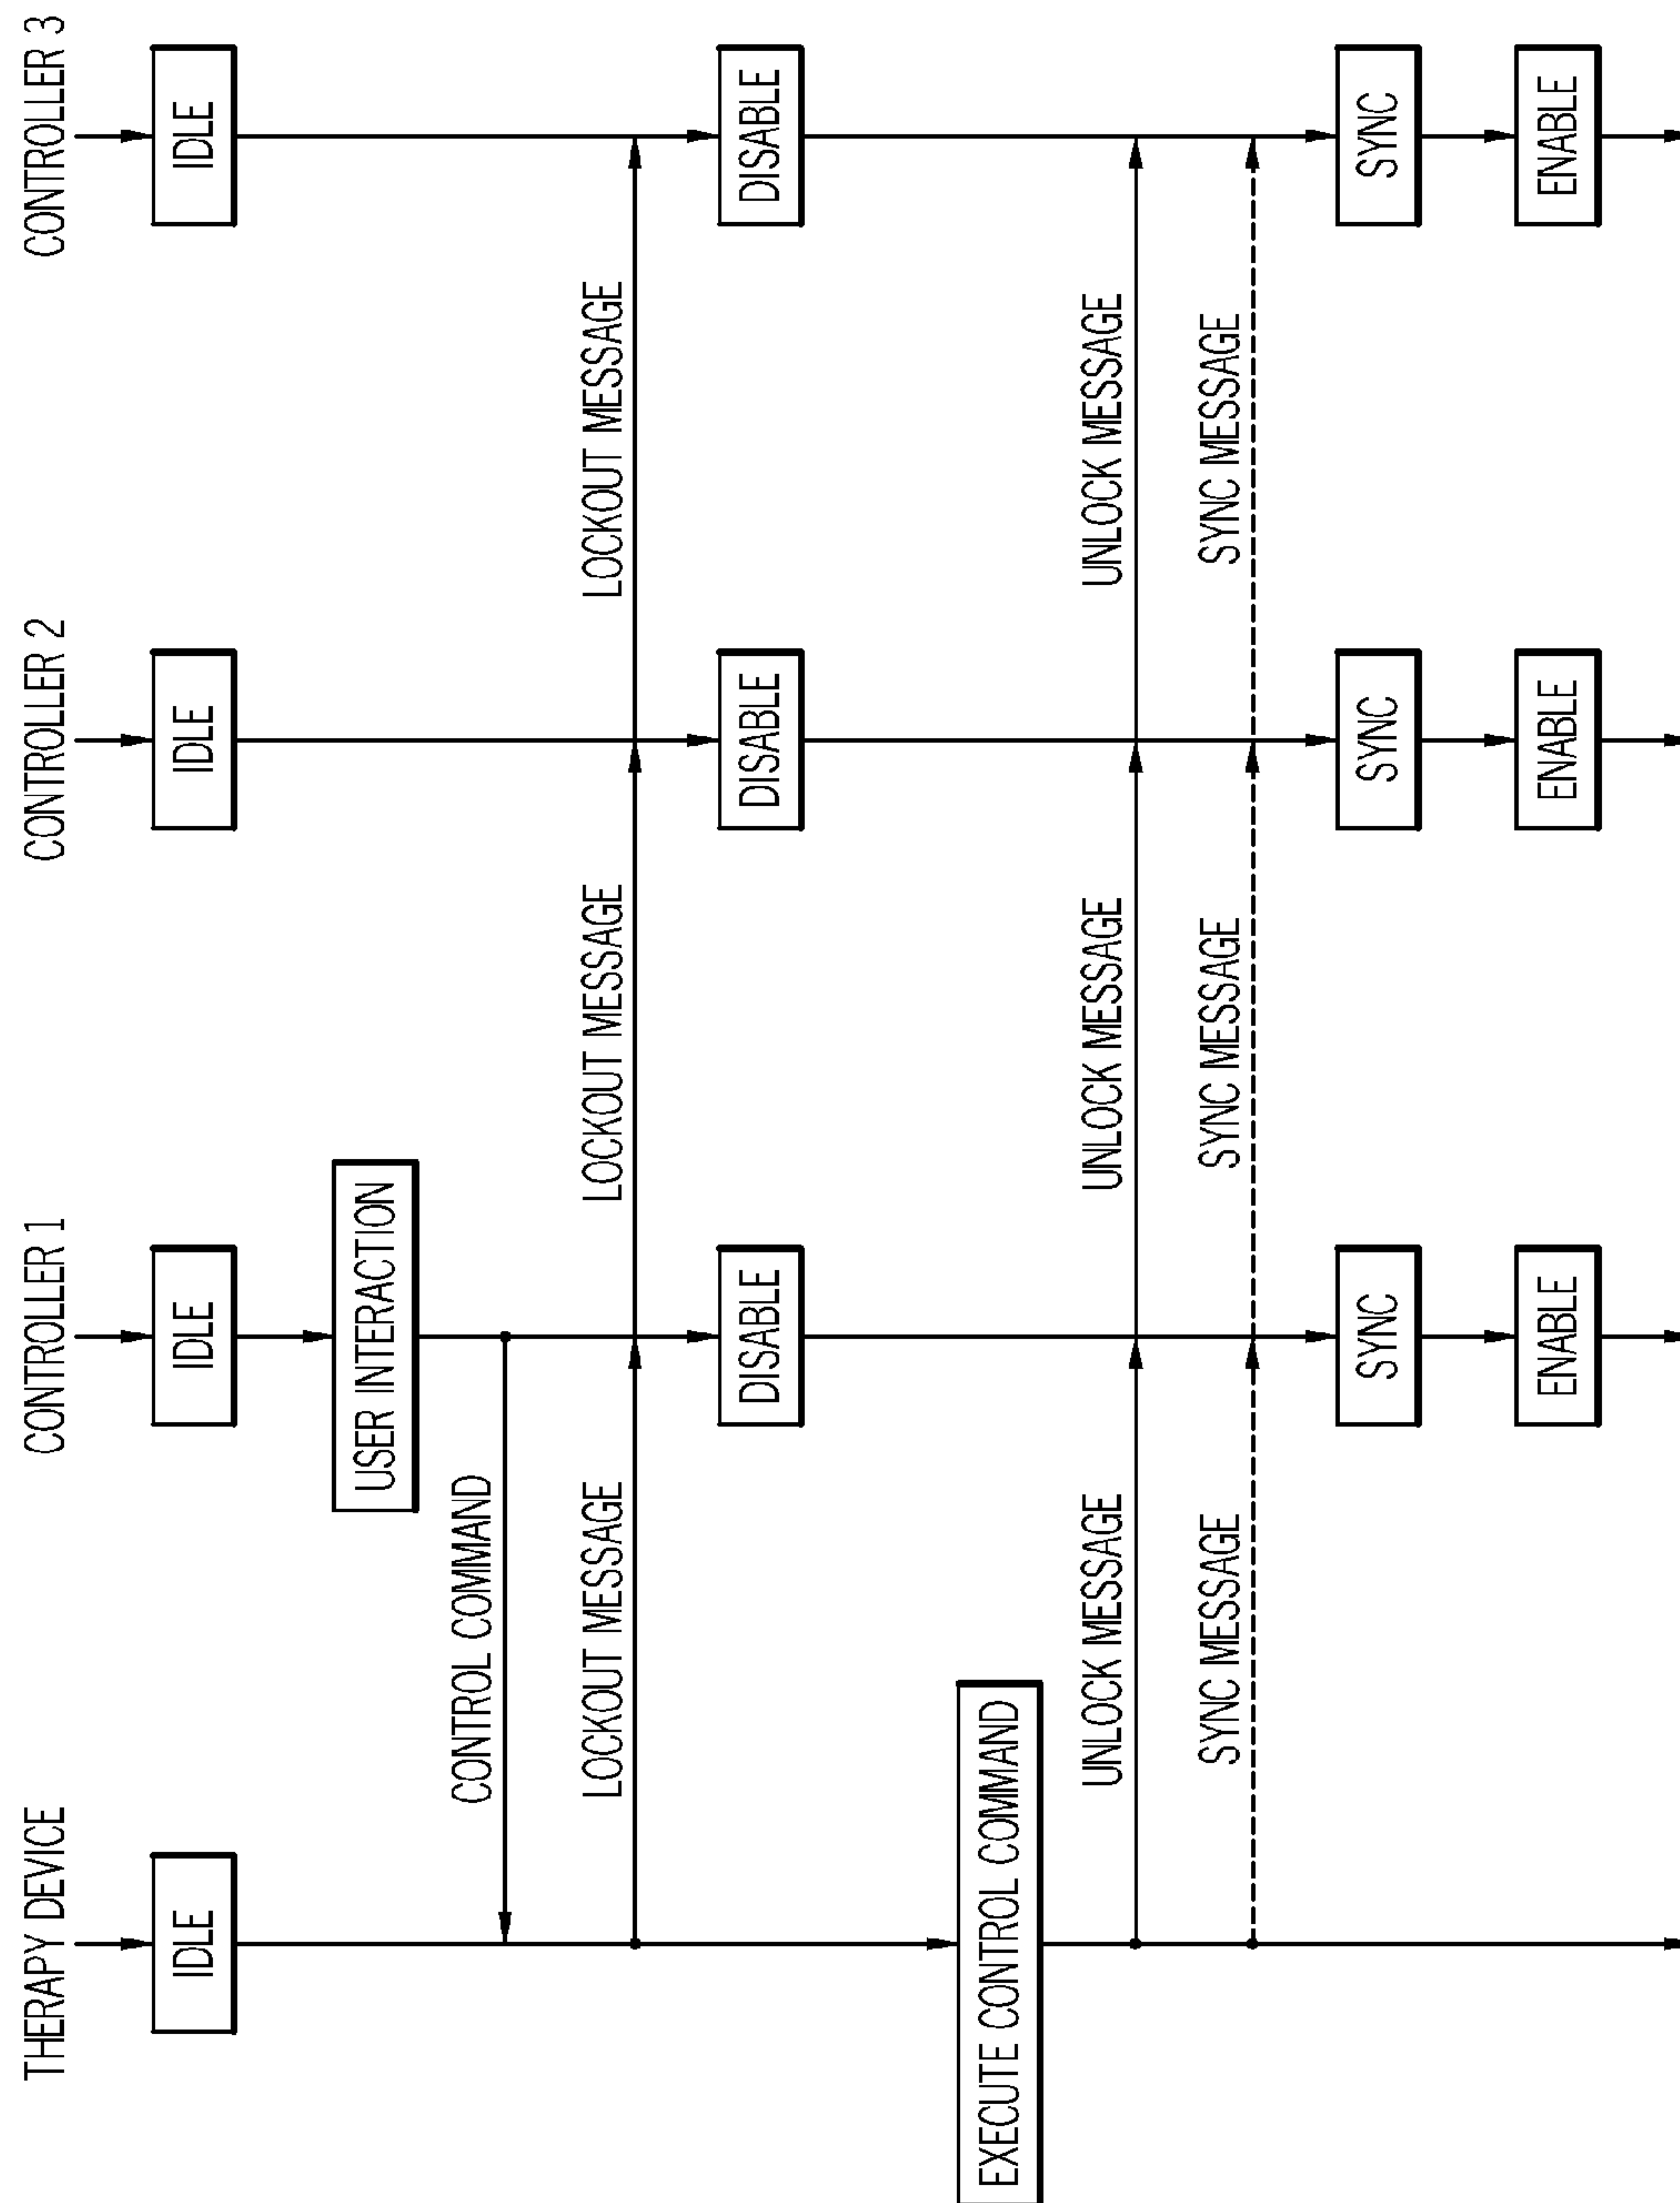 THERAPY DEVICE
CONTROLLER 1
CONTROLLER 2
CONTROLLER 3
IDLE
IDLE
IDLE
IDLE
USER INTERACTION
CONTROL COMMAND
LOCKOUT MESSAGE
LOCKOUT MESSAGE
LOCKOUT MESSAGE
DISABLE
DISABLE
DISABLE
EXECUTE CONTROL COMMAND
UNLOCK MESSAGE
UNLOCK MESSAGE
UNLOCK MESSAGE
SYNC MESSAGE
SYNC MESSAGE
SYNC MESSAGE
SYNC
SYNC
SYNC
ENABLE
ENABLE
ENABLE